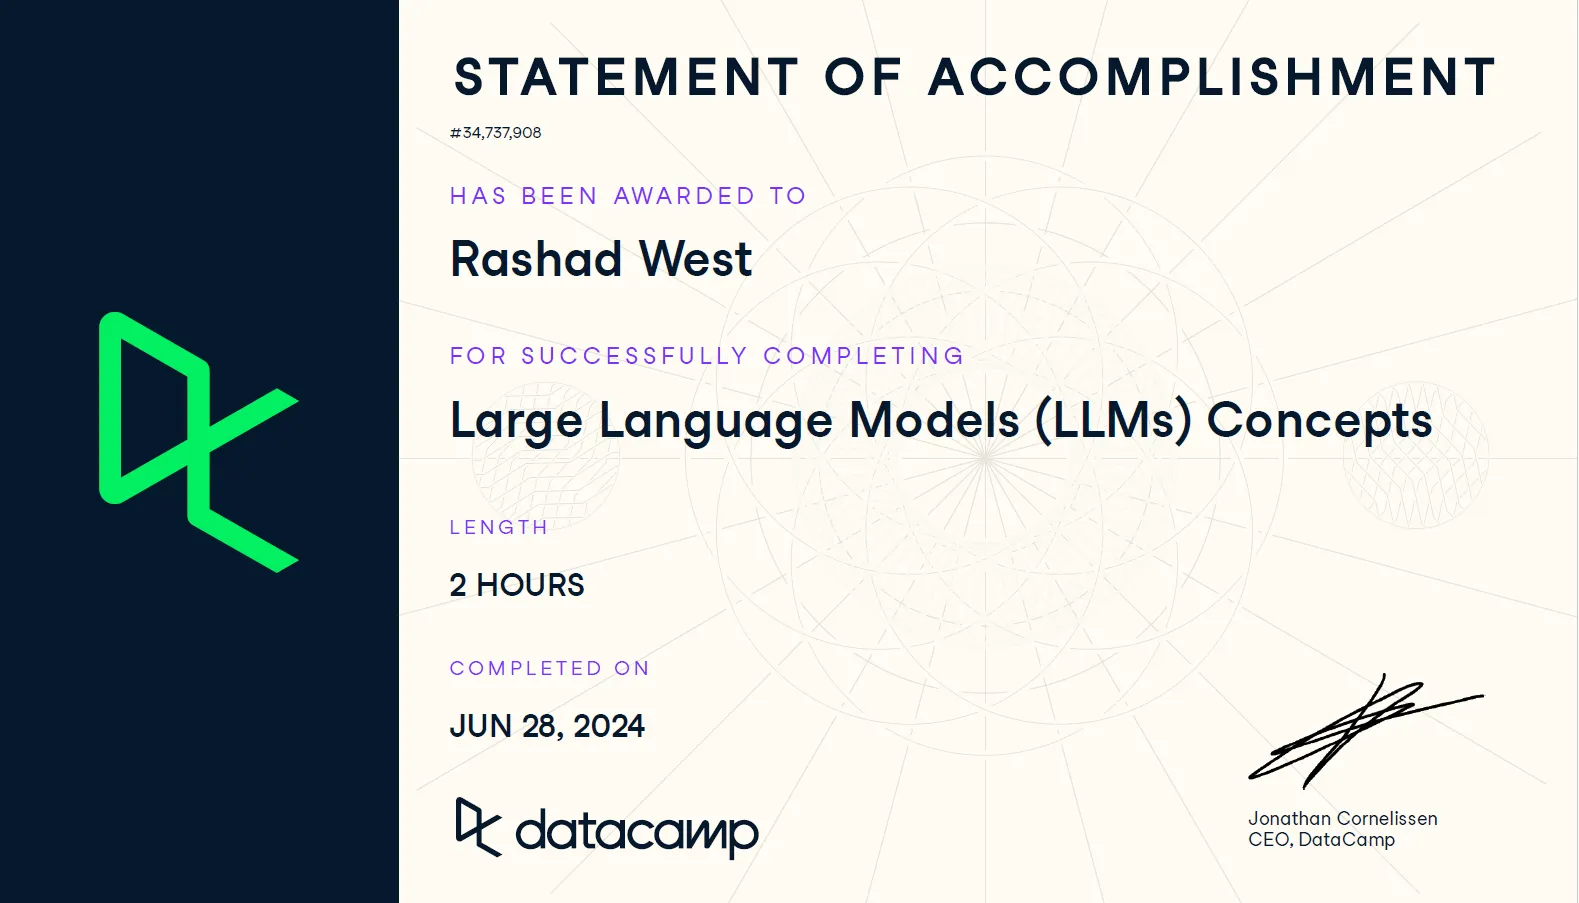 STATEMENT OF ACCOMPLISHMENT
#34,737,908
HAS BEEN AWARDED TO
Rashad West
FOR SUCCESSFULLY COMPLETING
Large Language Models (LLMs) Concepts
LENGTH
2 HOURS
COMPLETED ON
JUN 28, 2024
datacamp
Jonathan Cornelissen
CEO, DataCamp